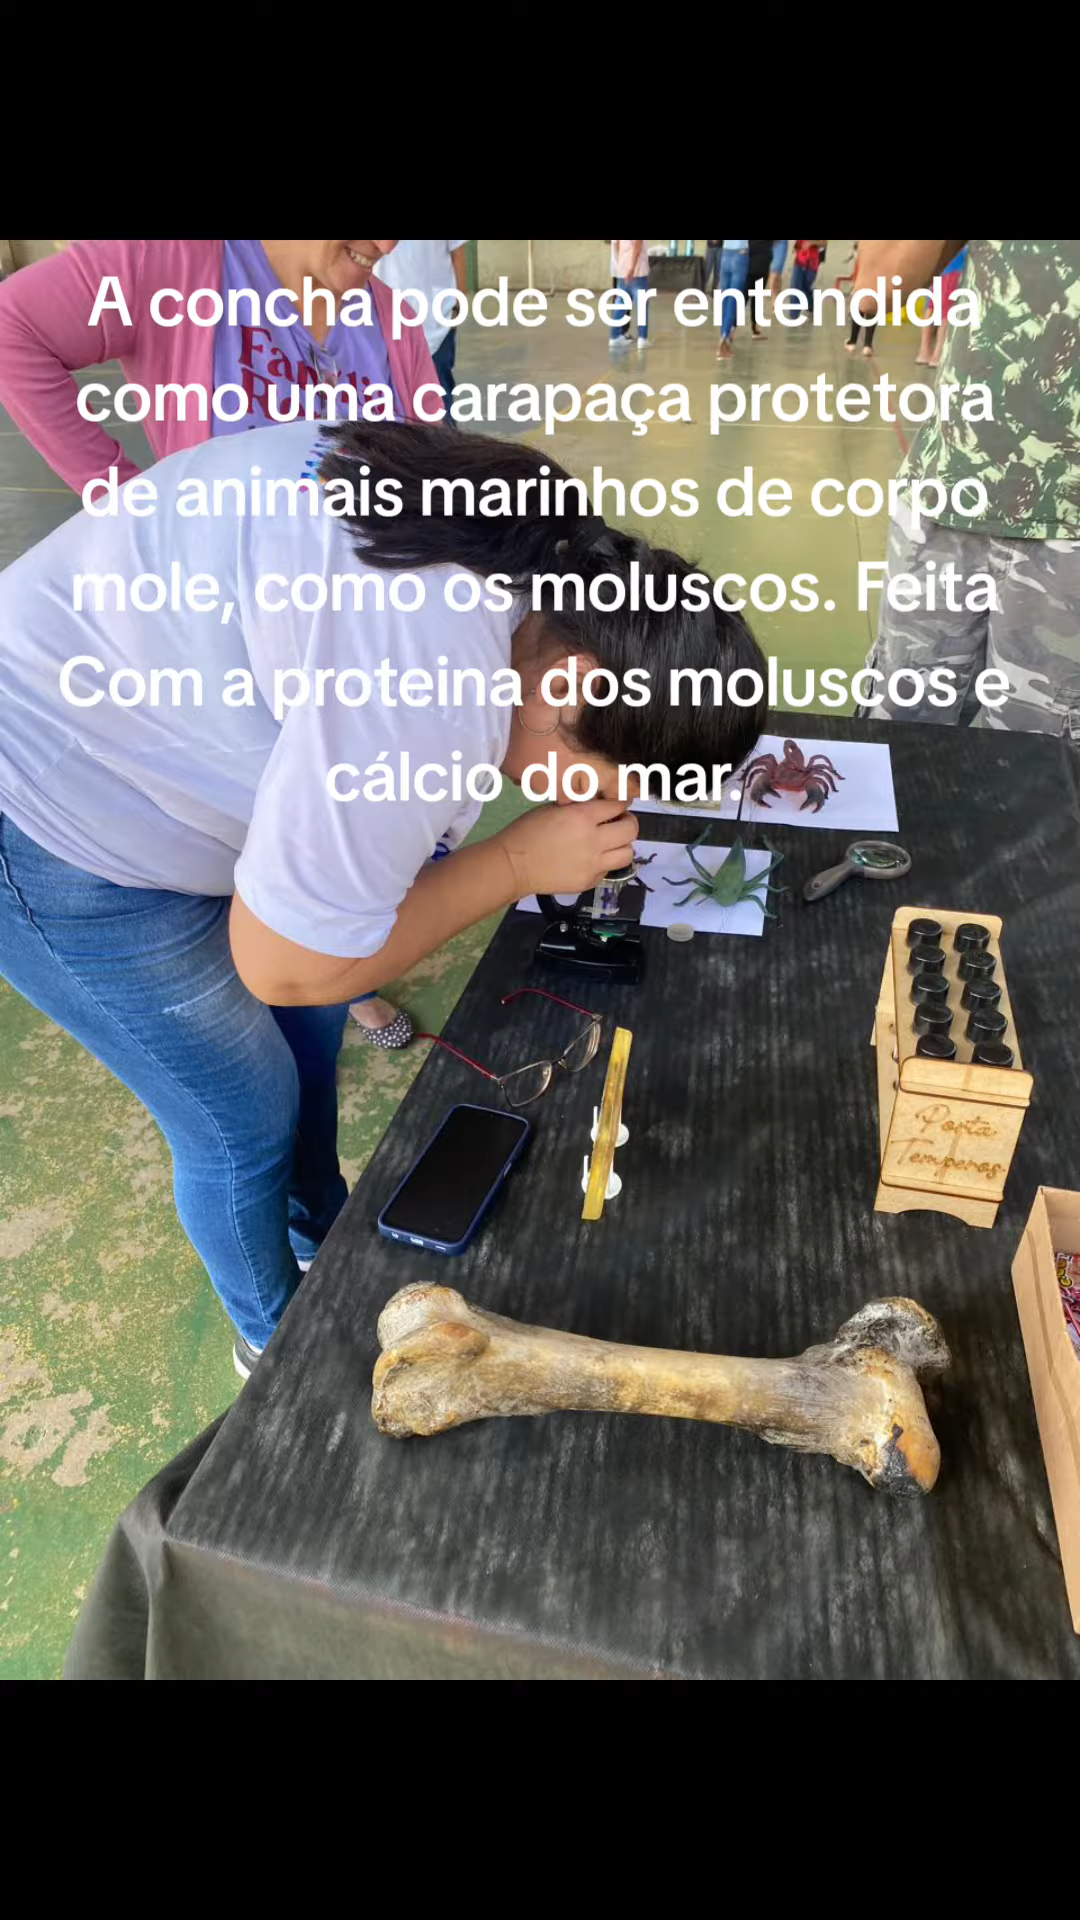 A concha pode ser entendida
como uma carapaça protetora
de animais marinhos de corpo
mole, como os moluscos. Feita
Com a proteina dos moluscos e
cálcio do mar.
Porta
Temperos